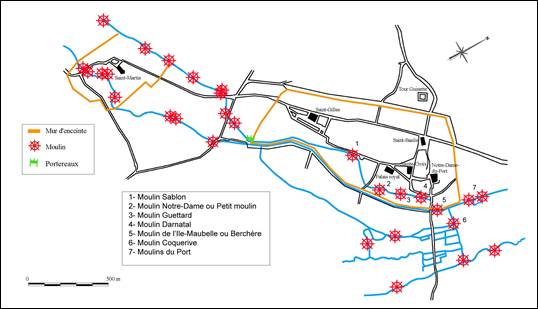 Saint-Martin
Tour Guinette
Saint-Gilles
Saint-Basile
Notre-Dame-
du-Port
Palais royal
1
2
3
4
5
6
7
Mur d'enceinte
Moulin
Portereaux
1- Moulin Sablon
2- Moulin Notre-Dame ou Petit moulin
3- Moulin Guettard
4- Moulin Darnatal
5- Moulin de l'Ile-Maubelle ou Berchère
6- Moulin Coquerive
7- Moulins du Port
0
500 m